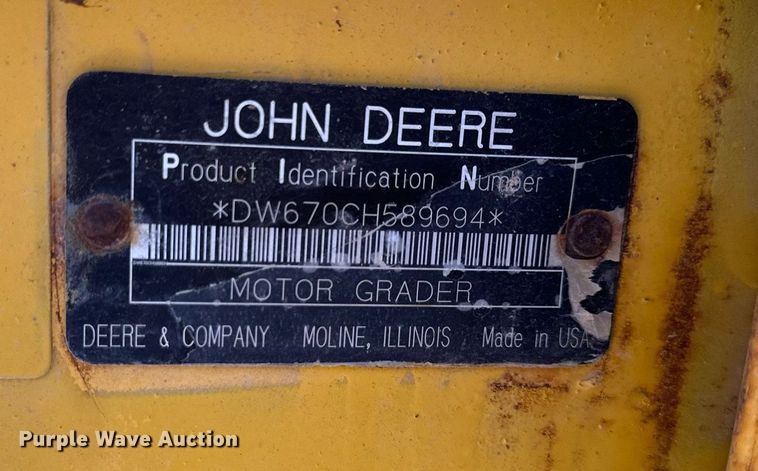 JOHN DEERE
Product Identification Number
*DW670CH589694*
MOTOR GRADER
DEERE & COMPANY MOLINE, ILLINOIS Made in USA
Purple Wave Auction